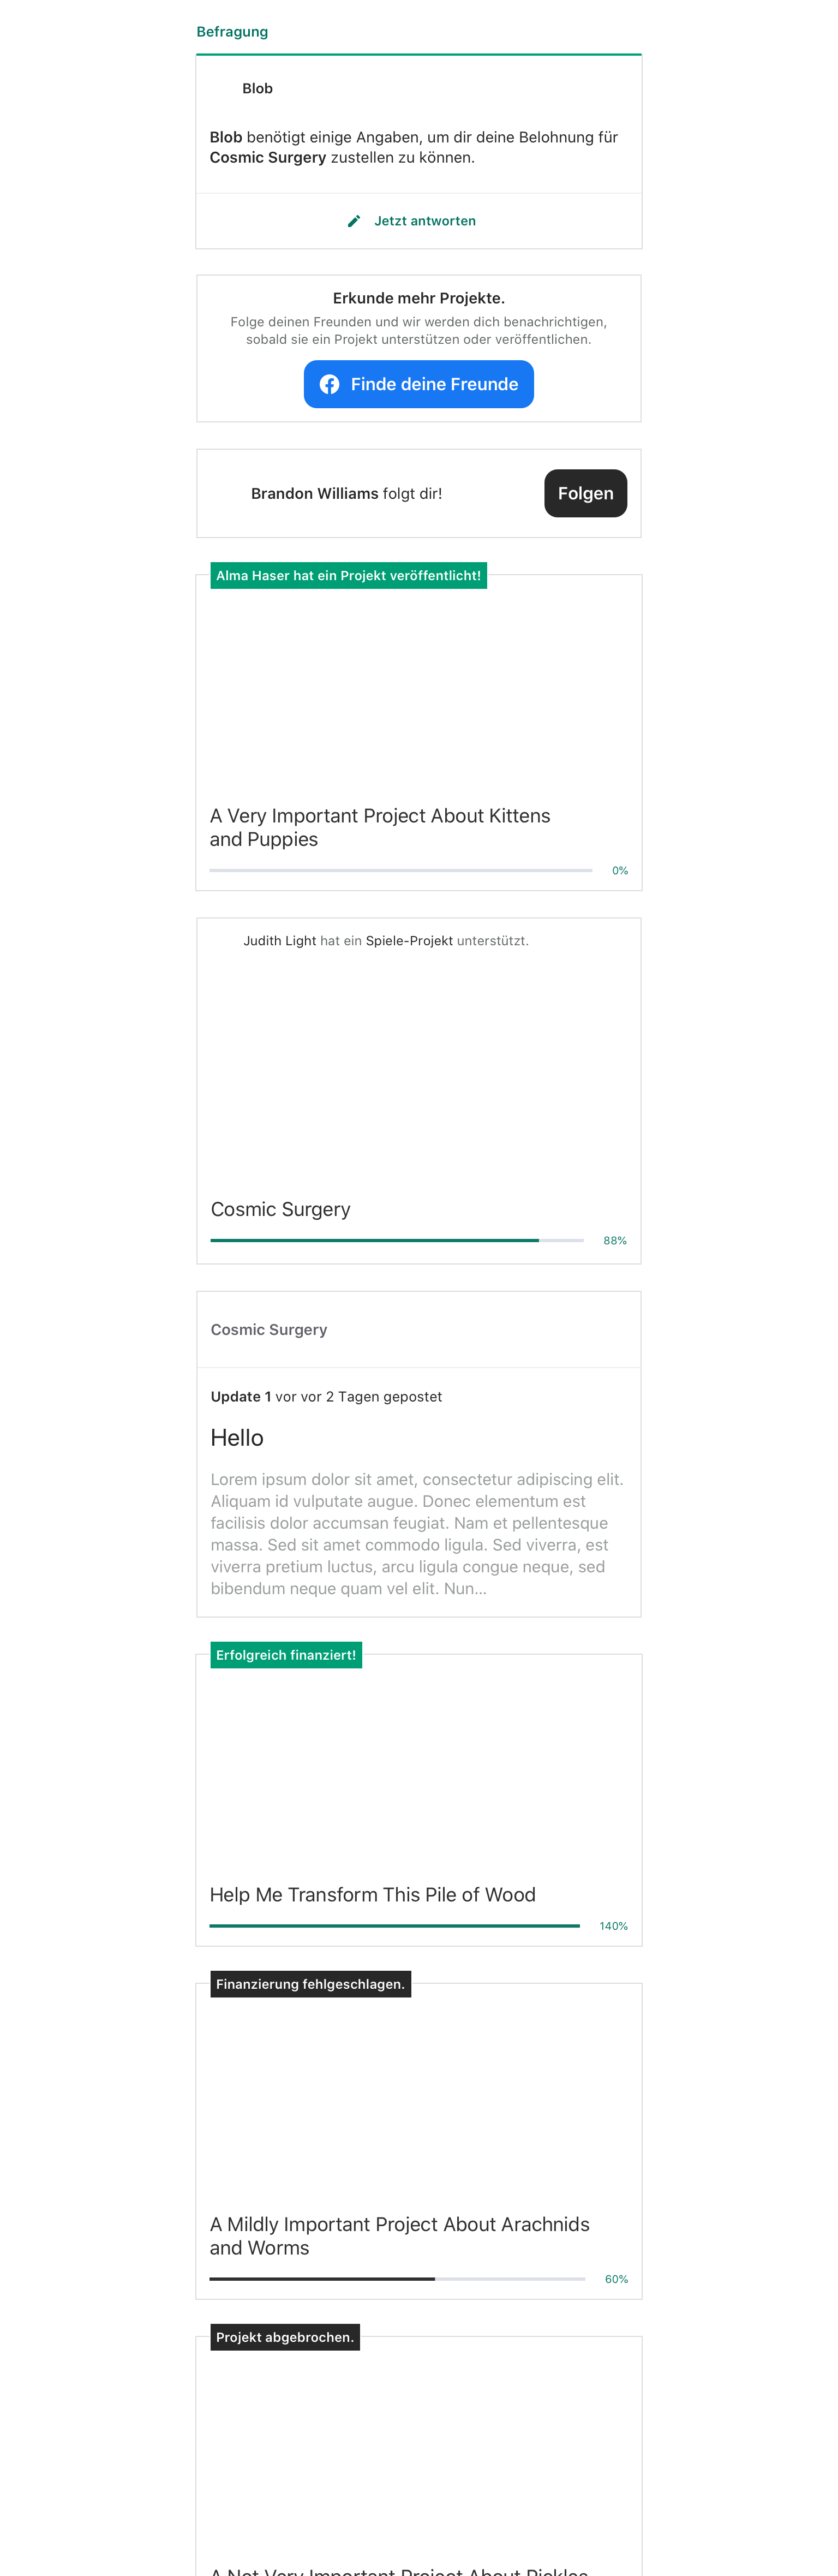 Befragung
Blob
Blob benötigt einige Angaben, um dir deine Belohnung für
Cosmic Surgery zustellen zu können.
Jetzt antworten
Erkunde mehr Projekte.
Folge deinen Freunden und wir werden dich benachrichtigen,
sobald sie ein Projekt unterstützen oder veröffentlichen.
Finde deine Freunde
Brandon Williams folgt dir!
Folgen
Alma Haser hat ein Projekt veröffentlicht!
A Very Important Project About Kittens
and Puppies
0%
Judith Light hat ein Spiele-Projekt unterstützt.
Cosmic Surgery
88%
Cosmic Surgery
Update 1 vor vor 2 Tagen gepostet
Hello
Lorem ipsum dolor sit amet, consectetur adipiscing elit.
Aliquam id vulputate augue. Donec elementum est
facilisis dolor accumsan feugiat. Nam et pellentesque
massa. Sed sit amet commodo ligula. Sed viverra, est
viverra pretium luctus, arcu ligula congue neque, sed
bibendum neque quam vel elit. Nun...
Erfolgreich finanziert!
Help Me Transform This Pile of Wood
140%
Finanzierung fehlgeschlagen.
A Mildly Important Project About Arachnids
and Worms
60%
Projekt abgebrochen.
A Not Very Important Project About Pickles